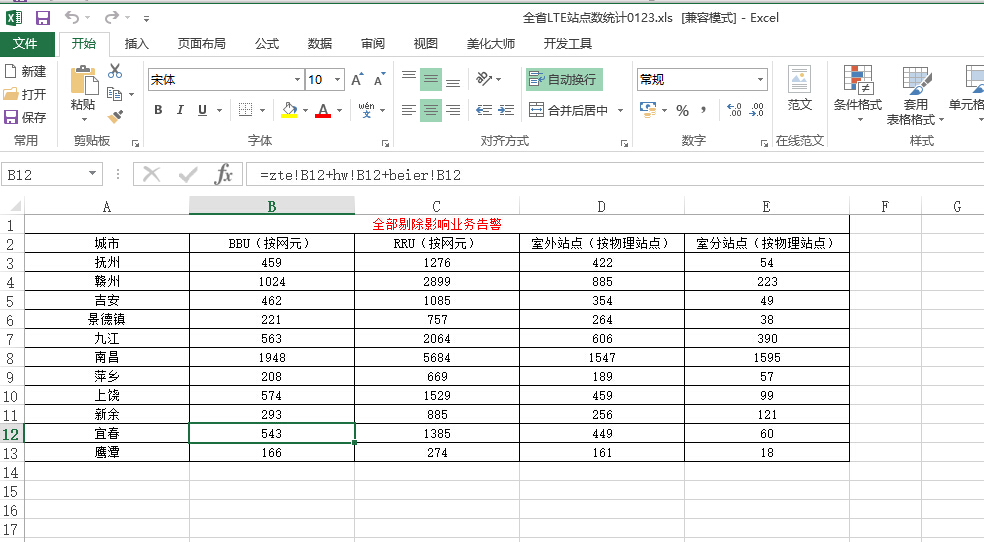 全省LTE站点数统计0123.xls [兼容模式] - Excel
文件 开始 插入 页面布局 公式 数据 审阅 视图 美化大师 开发工具
新建 打开 保存 常用
粘贴 剪贴板
宋体 10 A A
B I U A wén 文 字体
自动换行
合并后居中 对齐方式
常规
% , .00 .00 数字
范文 在线范文
条件格式 套用 表格格式 单元格 样式
B12 fx =zte!B12+hw!B12+beier!B12
A B C D E F G
1 全部剔除影响业务告警
2 城市 BBU（按网元） RRU（按网元） 室外站点（按物理站点） 室分站点（按物理站点）
3 抚州 459 1276 422 54
4 赣州 1024 2899 885 223
5 吉安 462 1085 354 49
6 景德镇 221 757 264 38
7 九江 563 2064 606 390
8 南昌 1948 5684 1547 1595
9 萍乡 208 669 189 57
10 上饶 574 1529 459 99
11 新余 293 885 256 121
12 宜春 543 1385 449 60
13 鹰潭 166 274 161 18
14
15
16
17